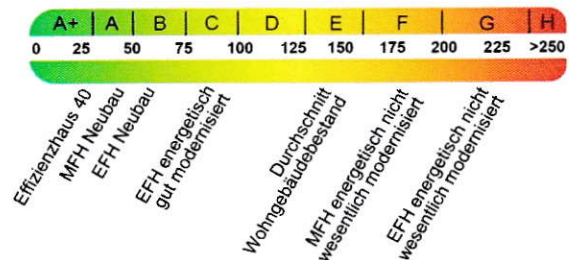 A+ A B C D E F G H
0 25 50 75 100 125 150 175 200 225 >250
Effizienzhaus 40
MFH Neubau
EFH Neubau
EFH energetisch
gut modernisiert
Durchschnitt
Wohngebäudebestand
MFH energetisch nicht
wesentlich modernisiert
EFH energetisch nicht
wesentlich modernisiert